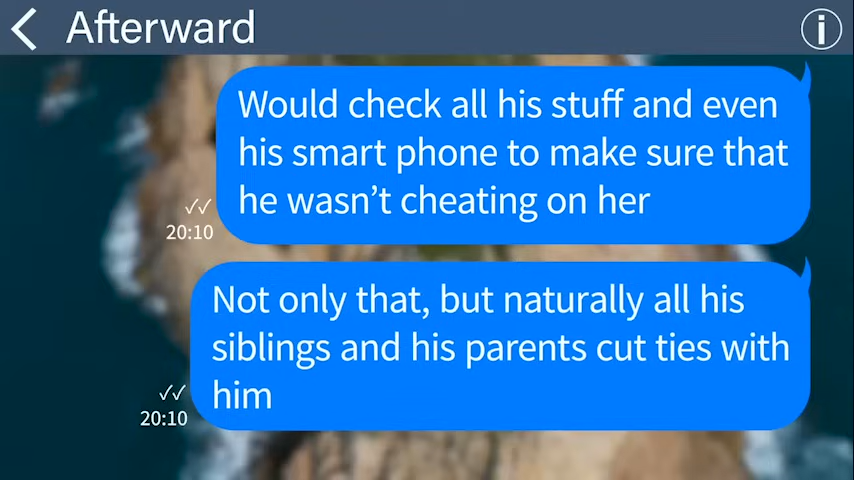 Afterward
Would check all his stuff and even
his smart phone to make sure that
he wasn’t cheating on her
20:10
Not only that, but naturally all his
siblings and his parents cut ties with
him
20:10